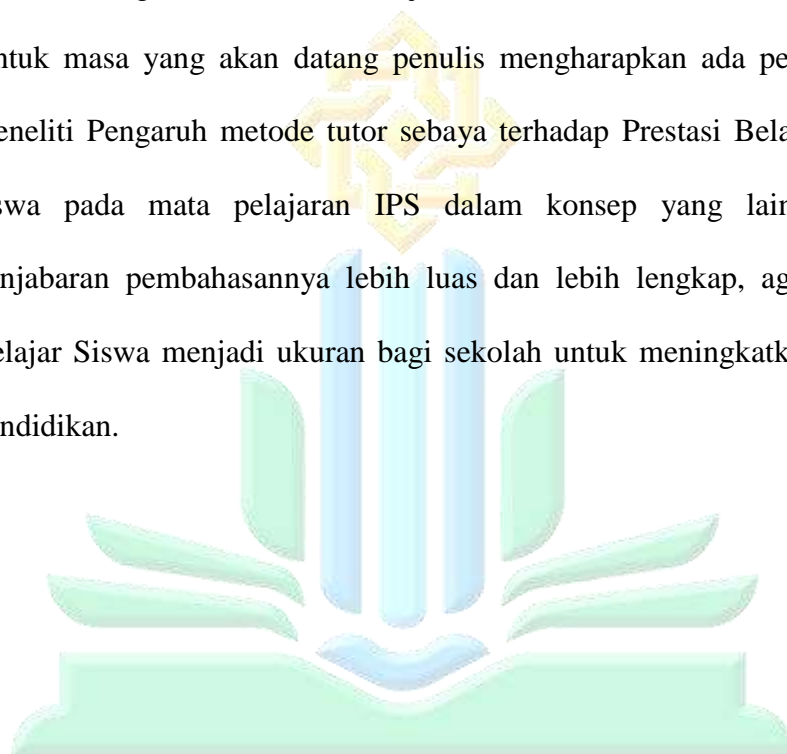 ntuk masa yang akan datang penulis mengharapkan ada pe
eneliti Pengaruh metode tutor sebaya terhadap Prestasi Bela
swa pada mata pelajaran IPS dalam konsep yang lain
njabaran pembahasannya lebih luas dan lebih lengkap, ag
elajar Siswa menjadi ukuran bagi sekolah untuk meningkatk
ndidikan.